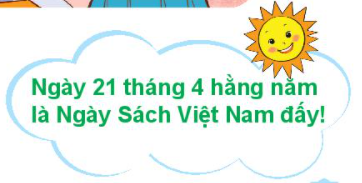 Ngày 21 tháng 4 hằng năm
là Ngày Sách Việt Nam đấy!